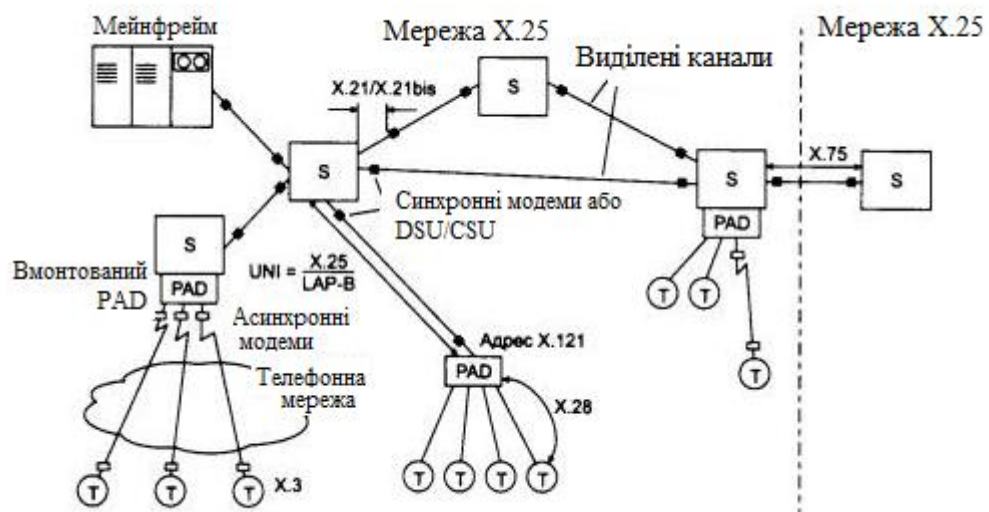 Мейнфрейм
Мережа X.25
Мережа X.25
Виділені канали
X.21/X.21bis
S
S
S
X.75
S
Синхронні модеми або
DSU/CSU
PAD
S
Вмонтований
PAD
PAD
UNI = X.25
LAP-B
T
T
Асинхронні
модеми
Адрес X.121
PAD
T
Телефонна
мережа
X.28
T
T
T
X.3
T
T
T
T